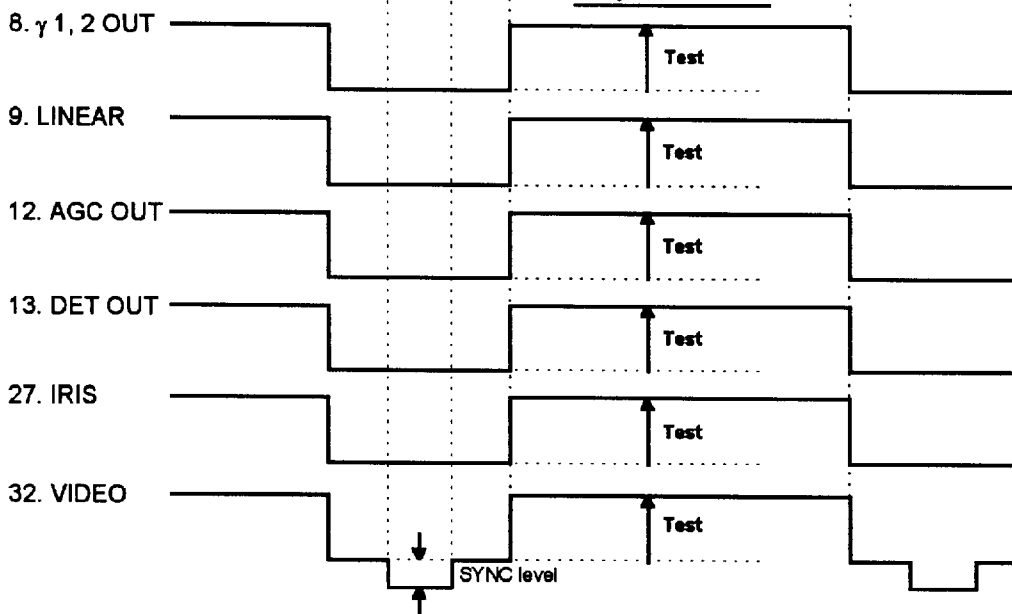 8. γ 1, 2 OUT
Test
9. LINEAR
Test
12. AGC OUT
Test
13. DET OUT
Test
27. IRIS
Test
32. VIDEO
Test
SYNC level